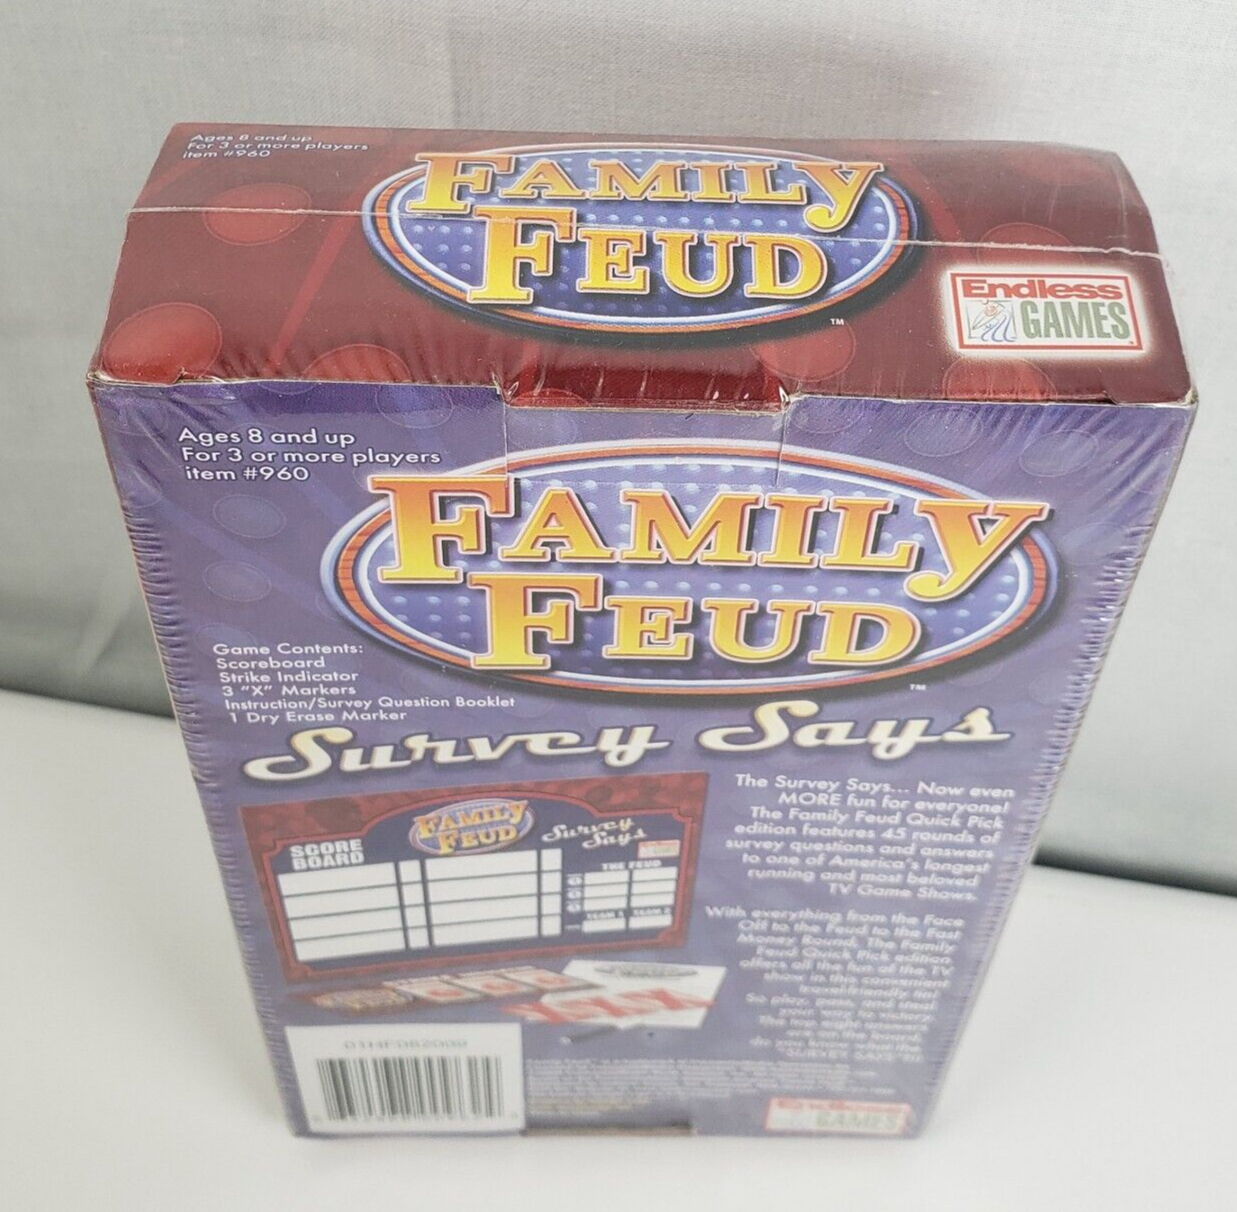 Ages 8 and up
For 3 or more players
item #960
FAMILY
FEUD
™
Endless
GAMES
Ages 8 and up
For 3 or more players
item #960
FAMILY
FEUD
™
Game Contents:
Scoreboard
Strike Indicator
3 "X" Markers
Instruction/Survey Question Booklet
1 Dry Erase Marker
Survey Says
SCORE
BOARD
FAMILY
FEUD
Survey
Says
THE FEUD
TEAM 1 TEAM 2
The Survey Says... Now even
MORE fun for everyone!
The Family Feud Quick Pick
edition features 45 rounds of
survey questions and answers
to one of America's longest
running and most beloved
TV Game Shows.
With everything from the Face
Off to the Feud to the Fast
Money Round, The Family
Feud Quick Pick edition
offers all the fun of the TV
show in this convenient
travel-friendly tin!
So play, pass, and steal
your way to victory.
The top eight answers
are on the board,
do you know what the
"SURVEY SAYS"?!!
Endless
GAMES